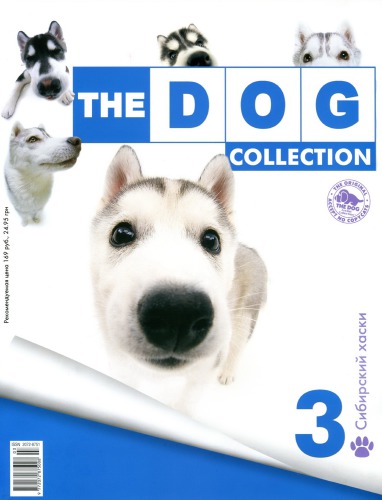 THE DOG
COLLECTION
THE ORIGINAL
THE DOG
ACCEPT NO COPYCATS
Рекомендуемая цена 169 руб., 24.95 грн
3
Сибирский хаски